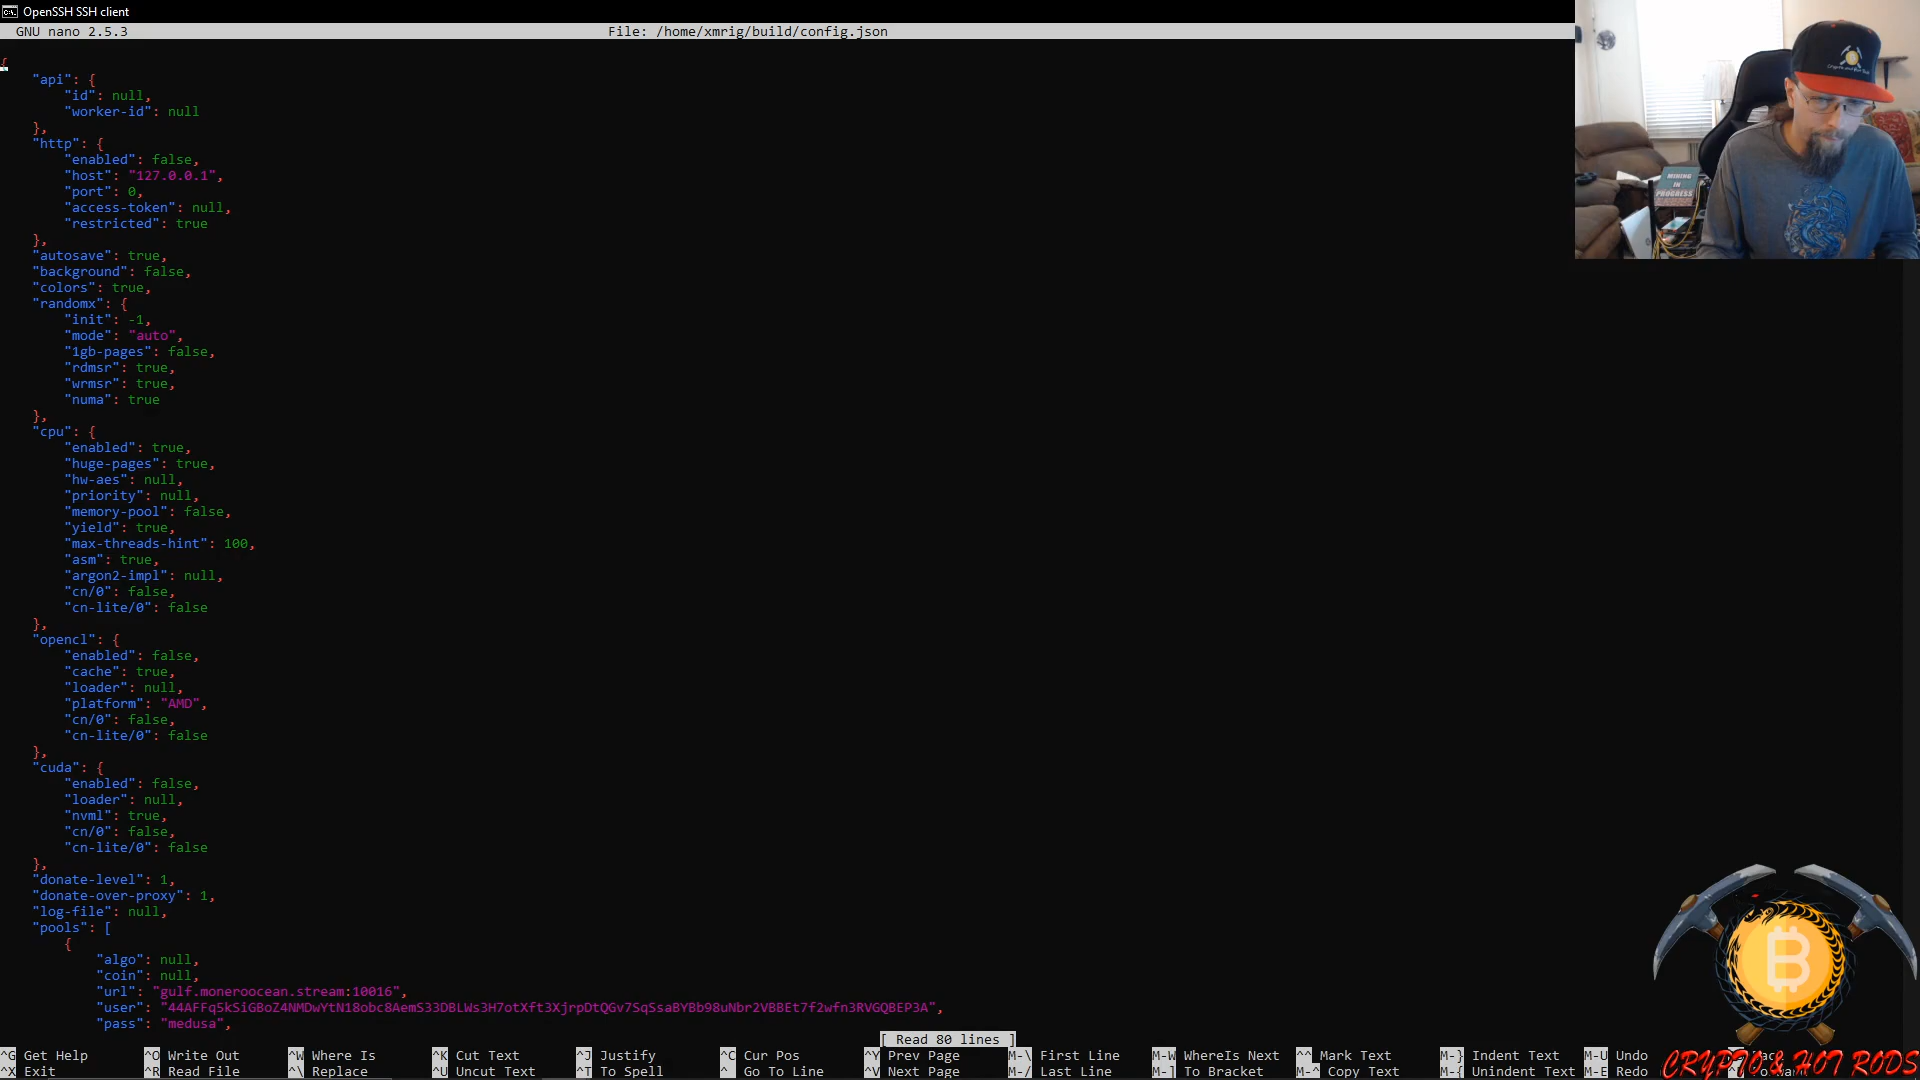 OpenSSH SSH client
GNU nano 2.5.3 File: /home/xmrig/build/config.json
{
"api": {
"id": null,
"worker-id": null
},
"http": {
"enabled": false,
"host": "127.0.0.1",
"port": 0,
"access-token": null,
"restricted": true
},
"autosave": true,
"background": false,
"colors": true,
"randomx": {
"init": -1,
"mode": "auto",
"1gb-pages": false,
"rdmsr": true,
"wrmsr": true,
"numa": true
},
"cpu": {
"enabled": true,
"huge-pages": true,
"hw-aes": null,
"priority": null,
"memory-pool": false,
"yield": true,
"max-threads-hint": 100,
"asm": true,
"argon2-impl": null,
"cn/0": false,
"cn-lite/0": false
},
"opencl": {
"enabled": false,
"cache": true,
"loader": null,
"platform": "AMD",
"cn/0": false,
"cn-lite/0": false
},
"cuda": {
"enabled": false,
"loader": null,
"nvml": true,
"cn/0": false,
"cn-lite/0": false
},
"donate-level": 1,
"donate-over-proxy": 1,
"log-file": null,
"pools": [
{
"algo": null,
"coin": null,
"url": "gulf.moneroocean.stream:10016",
"user": "44AFFq5kSiGBoZ4NMDwYtN18obc8AemS33DBLWs3H7otXft3XjrpDtQGv7SqSsaBYBb98uNbr2VBBEt7f2wfn3RVGQBEP3A",
"pass": "medusa",
[ Read 80 lines ]
^G Get Help ^O Write Out ^W Where Is ^K Cut Text ^J Justify ^C Cur Pos ^Y Prev Page M-\ First Line M-W WhereIs Next ^^ Mark Text M-} Indent Text M-U Undo
^X Exit ^R Read File ^\ Replace ^U Uncut Text ^T To Spell ^_ Go To Line ^V Next Page M-/ Last Line M-] To Bracket M-^ Copy Text M-{ Unindent Text M-E Redo
MINING
IN
PROGRESS
CRYPTO & HOT RODS